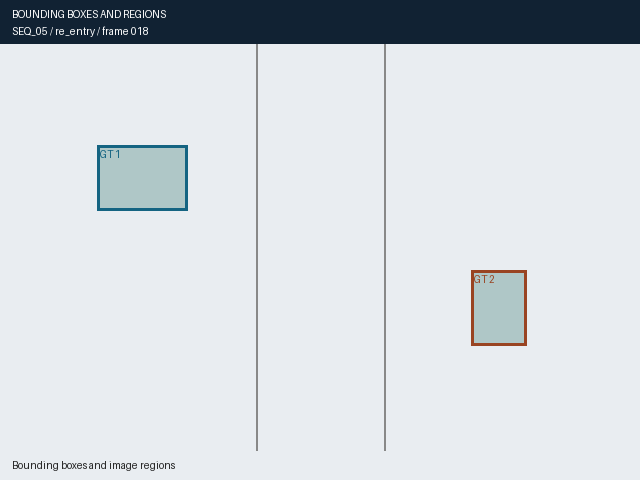 BOUNDING BOXES AND REGIONS
SEQ_05 / re_entry / frame 018
GT1
GT2
Bounding boxes and image regions